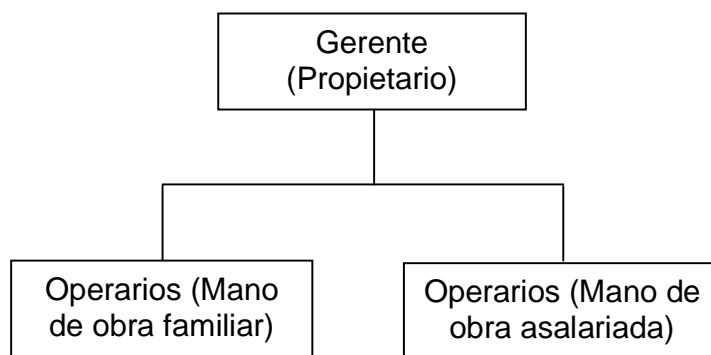 Gerente
(Propietario)
Operarios (Mano
de obra familiar)
Operarios (Mano de
obra asalariada)